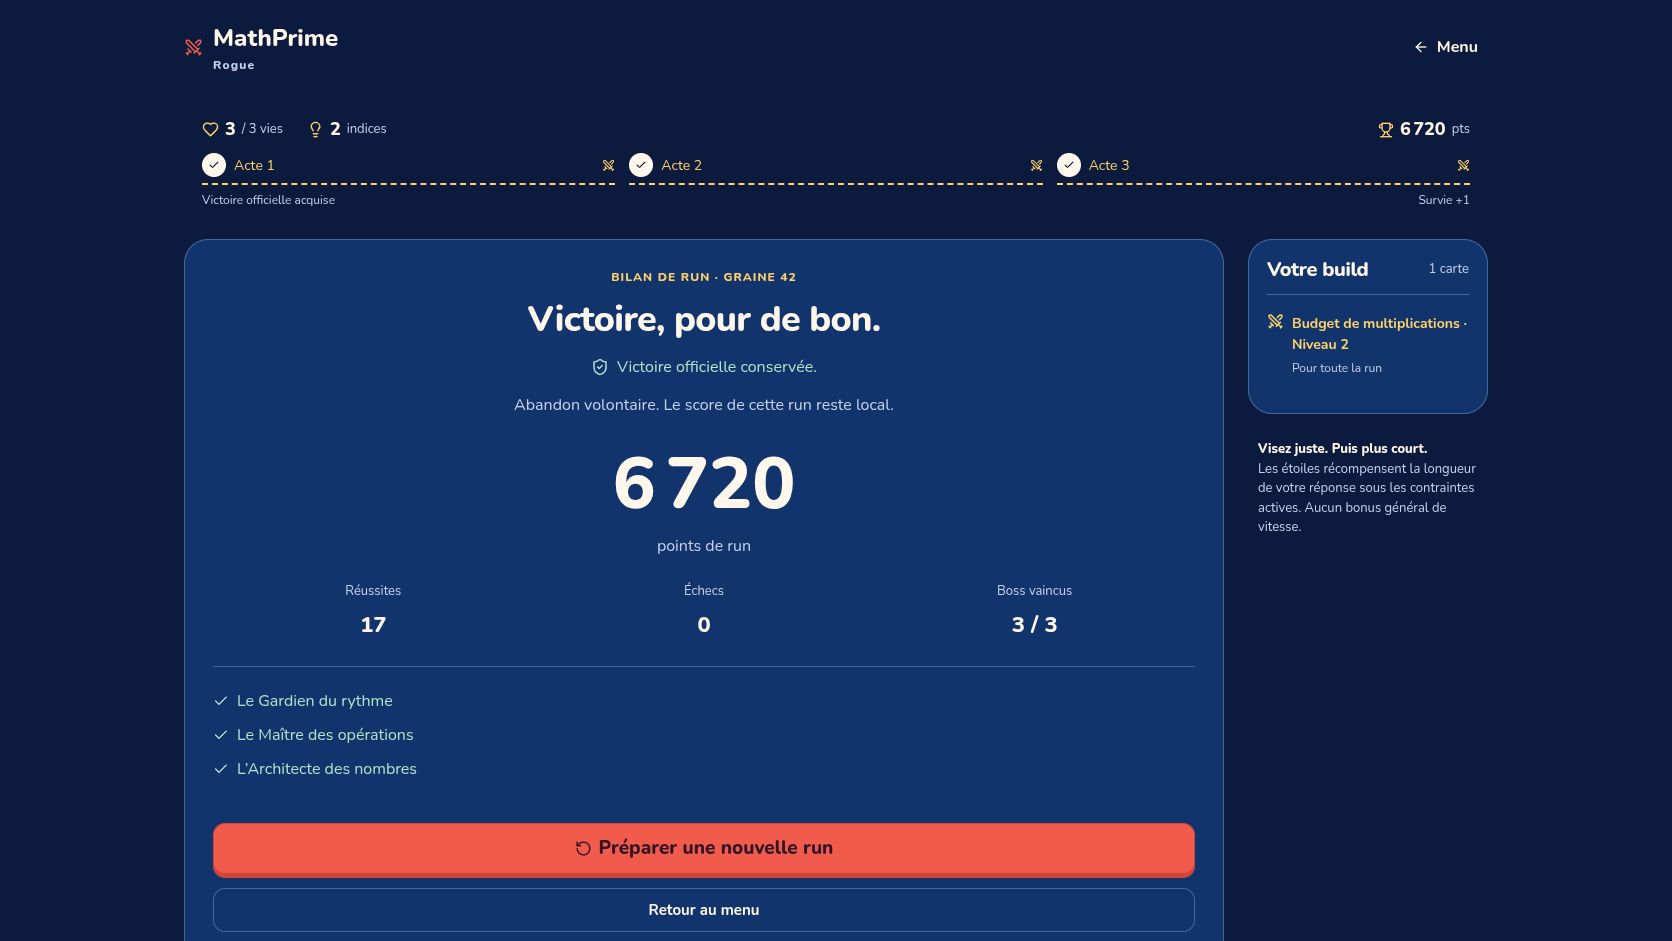 MathPrime
Rogue
Menu
3 / 3 vies
2 indices
6 720 pts
Acte 1
Acte 2
Acte 3
Victoire officielle acquise
Survie +1
BILAN DE RUN · GRAINE 42
Victoire, pour de bon.
Victoire officielle conservée.
Abandon volontaire. Le score de cette run reste local.
6 720
points de run
Réussites
17
Échecs
0
Boss vaincus
3 / 3
Le Gardien du rythme
Le Maître des opérations
L'Architecte des nombres
Préparer une nouvelle run
Retour au menu
Votre build
1 carte
Budget de multiplications ·
Niveau 2
Pour toute la run
Visez juste. Puis plus court.
Les étoiles récompensent la longueur
de votre réponse sous les contraintes
actives. Aucun bonus général de
vitesse.